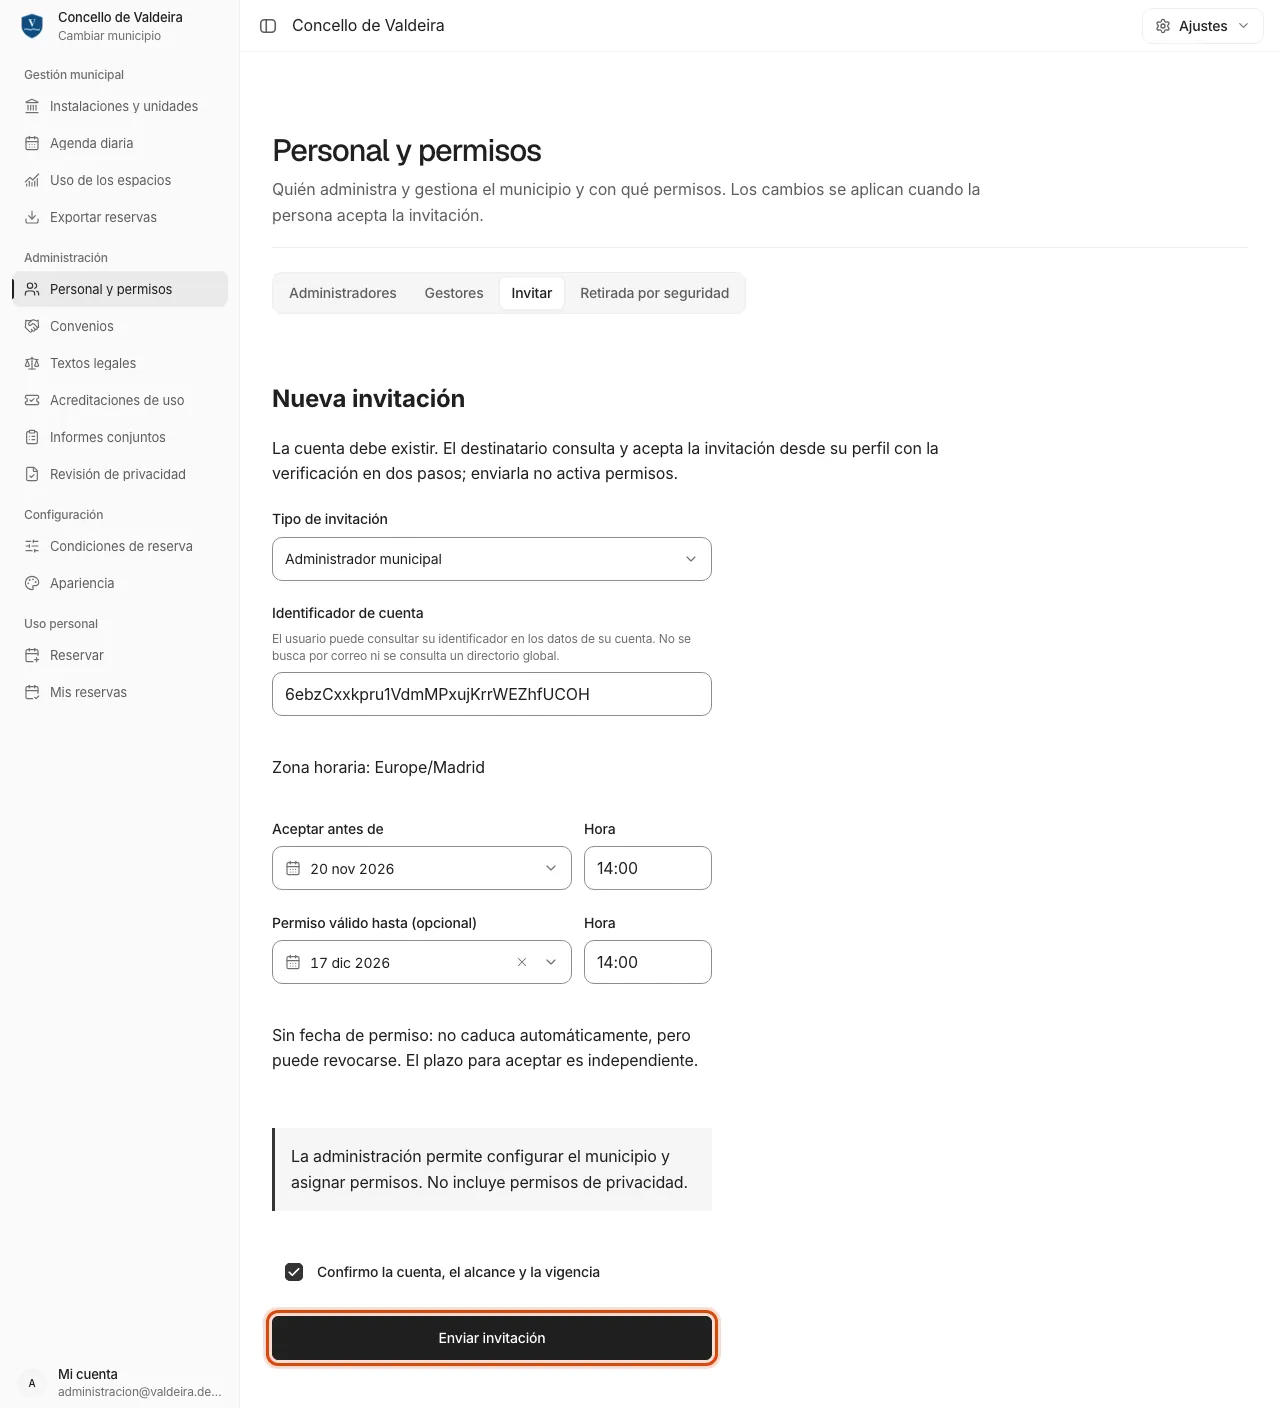 Concello de Valdeira
Cambiar municipio
Gestión municipal
Instalaciones y unidades
Agenda diaria
Uso de los espacios
Exportar reservas
Administración
Personal y permisos
Convenios
Textos legales
Acreditaciones de uso
Informes conjuntos
Revisión de privacidad
Configuración
Condiciones de reserva
Apariencia
Uso personal
Reservar
Mis reservas
A
Mi cuenta
administracion@valdeira.de...
Concello de Valdeira
Ajustes
Personal y permisos
Quién administra y gestiona el municipio y con qué permisos. Los cambios se aplican cuando la
persona acepta la invitación.
Administradores
Gestores
Invitar
Retirada por seguridad
Nueva invitación
La cuenta debe existir. El destinatario consulta y acepta la invitación desde su perfil con la
verificación en dos pasos; enviarla no activa permisos.
Tipo de invitación
Administrador municipal
Identificador de cuenta
El usuario puede consultar su identificador en los datos de su cuenta. No se
busca por correo ni se consulta un directorio global.
6ebzCxxkpru1VdmMPxujKrrWEZhfUCOH
Zona horaria: Europe/Madrid
Aceptar antes de
Hora
20 nov 2026
14:00
Permiso válido hasta (opcional)
Hora
17 dic 2026
14:00
Sin fecha de permiso: no caduca automáticamente, pero
puede revocarse. El plazo para aceptar es independiente.
La administración permite configurar el municipio y
asignar permisos. No incluye permisos de privacidad.
Confirmo la cuenta, el alcance y la vigencia
Enviar invitación